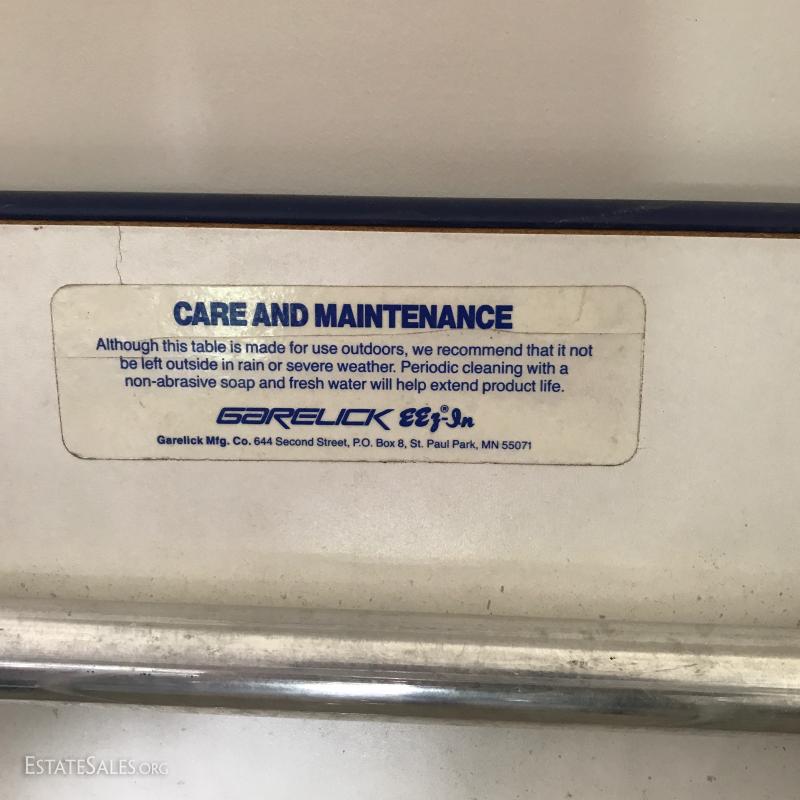 CARE AND MAINTENANCE
Although this table is made for use outdoors, we recommend that it not
be left outside in rain or severe weather. Periodic cleaning with a
non-abrasive soap and fresh water will help extend product life.
GARELICK EEz-In®
Garelick Mfg. Co. 644 Second Street, P.O. Box 8, St. Paul Park, MN 55071
ESTATESALES.ORG